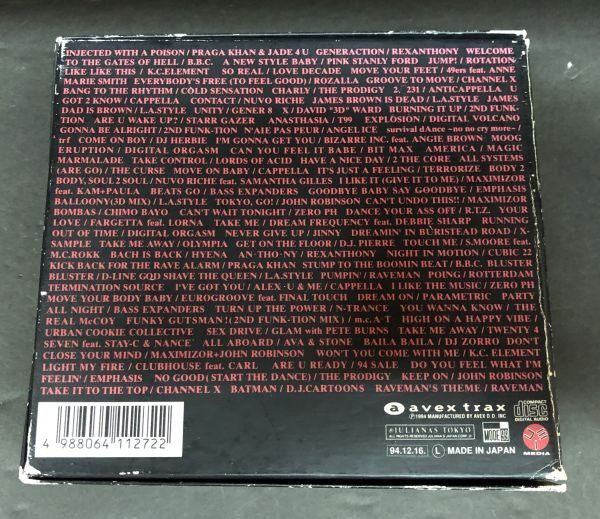 INJECTED WITH A POISON / PRAGA KHAN & JADE 4 U GENERACTION / REXANTHONY WELCOME
TO THE GATES OF HELL / B.B.C. A NEW STYLE BABY / PINK STANLY FORD JUMP! / ROTATION
LIKE LIKE THIS / K.C.ELEMENT SO REAL / LOVE DECADE MOVE YOUR FEET / 49ers feat. ANNE
MARIE SMITH EVERYBODY'S FREE (TO FEEL GOOD) / ROZALLA GROOVE TO MOVE / CHANNEL X
BANG TO THE RHYTHM / COLD SENSATION CHARLY / THE PRODIGY 2, 231 / ANTICAPPELLA U
GOT 2 KNOW / CAPPELLA CONTACT / NUVO RICHE JAMES BROWN IS DEAD / L.A.STYLE JAMES
DAD IS BROWN / L.A.STYLE UNITY / GENER 8 X / DAVID "3D" WARD BURNING IT UP / 2ND FUNK-
TION ARE U WAKE UP? / STARR GAZER ANASTHASIA / T99 EXPLOSION / DIGITAL VOLCANO
GONNA BE ALRIGHT / 2ND FUNK-TION N'AIE PAS PEUR / ANGEL ICE survival dAnce ~no no cry more~ /
trf COME ON BOY / DJ HERBIE I'M GONNA GET YOU / BIZARRE INC. feat. ANGIE BROWN MOOG
ERUPTION / DIGITAL ORGASM CAN YOU FEEL IT BABE / BIT MAX AMERICA / MAGIC
MARMALADE TAKE CONTROL / LORDS OF ACID HAVE A NICE DAY / 2 THE CORE ALL SYSTEMS
(ARE GO) / THE CURSE MOVE ON BABY / CAPPELLA IT'S JUST A FEELING / TERRORIZE BODY 2
BODY, SOUL 2 SOUL / NUVO RICHE feat. SAMANTHA GILLES I LIKE IT (GIVE IT TO ME) / MAXIMIZOR
feat. KAM+PAULA BEATS GO / BASS EXPANDERS GOODBYE BABY SAY GOODBYE / EMPHASIS
BALLOONY(3D MIX) / L.A.STYLE TOKYO, GO! / JOHN ROBINSON CAN'T UNDO THIS!! / MAXIMIZOR
BOMBAS / CHIMO BAYO CAN'T WAIT TONIGHT / ZERO PH DANCE YOUR ASS OFF / R.T.Z. YOUR
LOVE / FARGETTA feat. LORNA TAKE ME / DREAM FREQUENCY feat. DEBBIE SHARP RUNNING
OUT OF TIME / DIGITAL ORGASM NEVER GIVE UP / JINNY DREAMIN' IN BURISTEAD ROAD / X-
SAMPLE TAKE ME AWAY / OLYMPIA GET ON THE FLOOR / D.J. PIERRE TOUCH ME / S.MOORE feat.
M.C.ROKK BACH IS BACK / HYENA AN·THO·NY / REXANTHONY NIGHT IN MOTION / CUBIC 22
KICK BACK FOR THE RAVE ALARM / PRAGA KHAN STUMP TO THE BOOMIN BEAT / B.B.C. BLUSTER
BLUSTER / D-LINE GQD SHAVE THE QUEEN / L.A.STYLE PUMPIN' / RAVEMAN POING / ROTTERDAM
TERMINATION SOURCE I'VE GOT YOU / ALEX·U & ME / CAPPELLA I LIKE THE MUSIC / ZERO PH
MOVE YOUR BODY BABY / EUROGROOVE feat. FINAL TOUCH DREAM ON / PARAMETRIC PARTY
ALL NIGHT / BASS EXPANDERS TURN UP THE POWER / N-TRANCE YOU WANNA KNOW / THE
REAL McCOY FUNKY GUTSMAN! (2ND FUNK-TION MIX) / m.c.A·T HIGH ON A HAPPY VIBE /
URBAN COOKIE COLLECTIVE SEX DRIVE / GLAM with PETE BURNS TAKE ME AWAY / TWENTY 4
SEVEN feat. STAY-C & NANCE` ALL ABOARD / AVA & STONE BAILA BAILA / DJ ZORRO DON'T
CLOSE YOUR MIND / MAXIMIZOR+JOHN ROBINSON WON'T YOU COME WITH ME / K.C. ELEMENT
LIGHT MY FIRE / CLUBHOUSE feat. CARL ARE U READY / 94 SALE DO YOU FEEL WHAT I'M
FEELIN' / EMPHASIS NO GOOD (START THE DANCE) / THE PRODIGY KEEP ON / JOHN ROBINSON
TAKE IT TO THE TOP / CHANNEL X BATMAN / D.J.CARTOONS RAVEMAN'S THEME / RAVEMAN
4 988064 112722
a avex trax
Ⓟ1994 MANUFACTURED BY AVEX D.D. INC
COMPACT
disc
DIGITAL AUDIO
JULIANAS TOKYO
MODE
MEDIA
94.12.16. Ⓛ MADE IN JAPAN